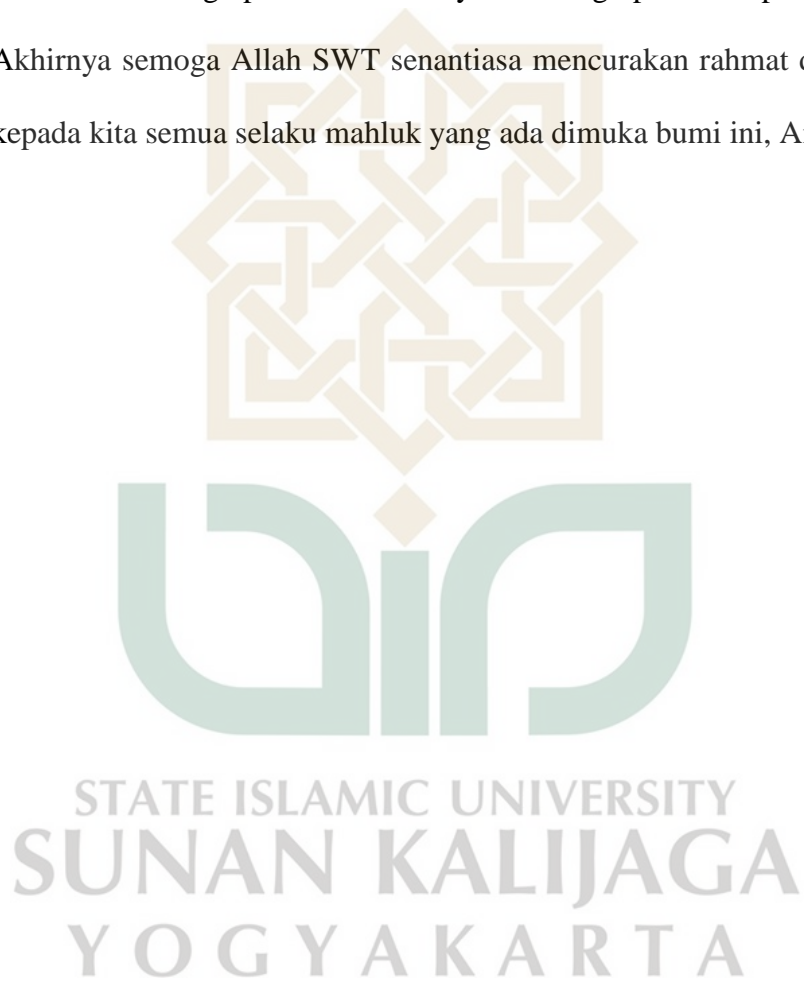 Akhirnya semoga Allah SWT senantiasa mencurakan rahmat
kepada kita semua selaku mahluk yang ada dimuka bumi ini,
STATE ISLAMIC UNIVERSITY
SUNAN KALIJAGA
YOGYAKARTA